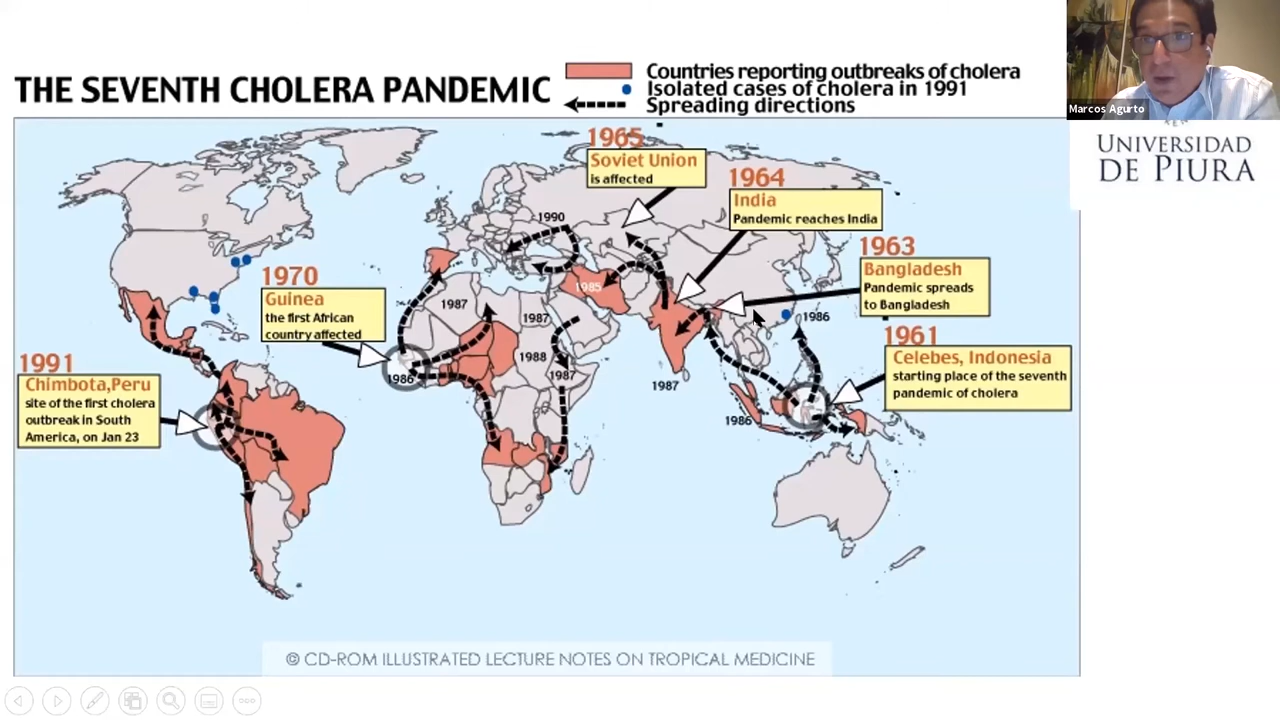 Marcos Agurto
UNIVERSIDAD
DE PIURA
THE SEVENTH CHOLERA PANDEMIC
Countries reporting outbreaks of cholera
Isolated cases of cholera in 1991
Spreading directions
1965
Soviet Union
is affected
1964
India
Pandemic reaches India
1990
1963
Bangladesh
Pandemic spreads
to Bangladesh
1970
Guinea
the first African
country affected
1985
1987
1987
1986
1961
Celebes, Indonesia
starting place of the seventh
pandemic of cholera
1988
1987
1986
1987
1986
1991
Chimbota,Peru
site of the first cholera
outbreak in South
America, on Jan 23
© CD-ROM ILLUSTRATED LECTURE NOTES ON TROPICAL MEDICINE